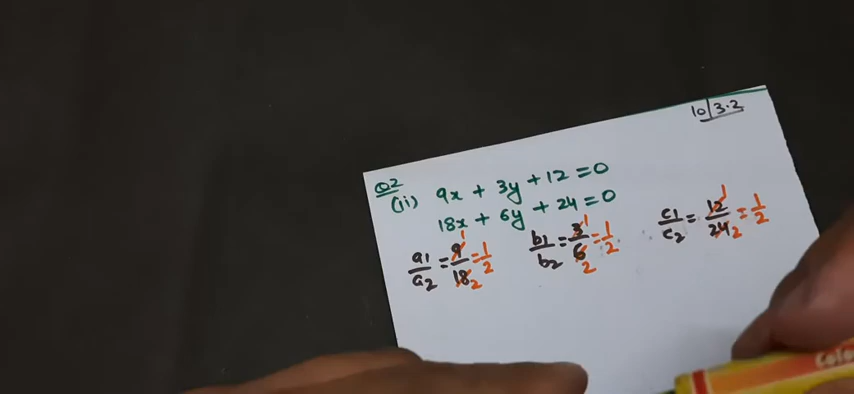 10 | 3.2
Q2
(ii) 9x + 3y + 12 = 0
18x + 6y + 24 = 0
a1/a2 = 9/18 = 1/2 b1/b2 = 3/6 = 1/2 c1/c2 = 12/24 = 1/2
Colo